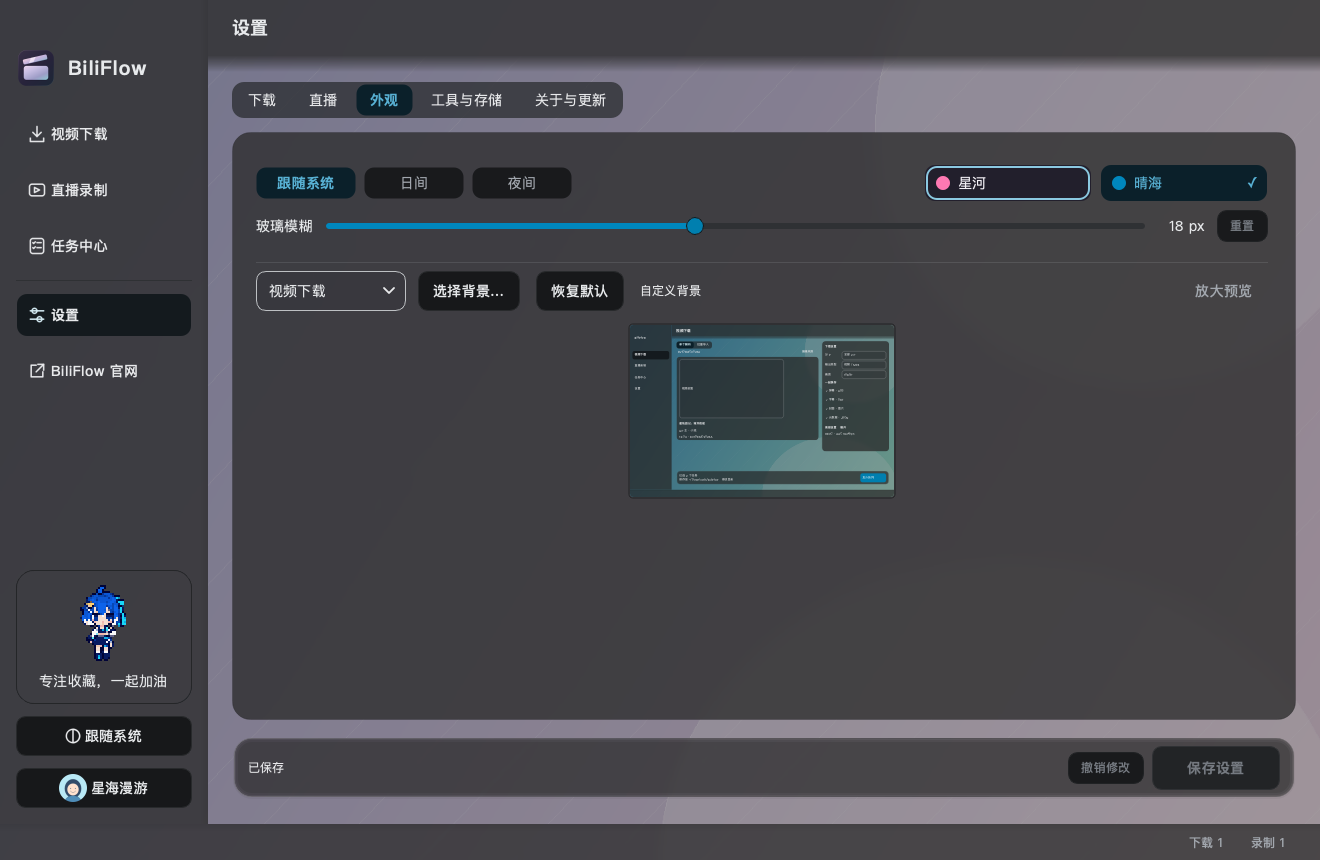 设置
BiliFlow
视频下载
直播录制
任务中心
设置
BiliFlow 官网
专注收藏，一起加油
跟随系统
星海漫游
下载 直播 外观 工具与存储 关于与更新
跟随系统 日间 夜间 星河 晴海 ✓
玻璃模糊 18 px 重置
视频下载 选择背景... 恢复默认 自定义背景 放大预览
已保存 撤销修改 保存设置
下载 1 录制 1